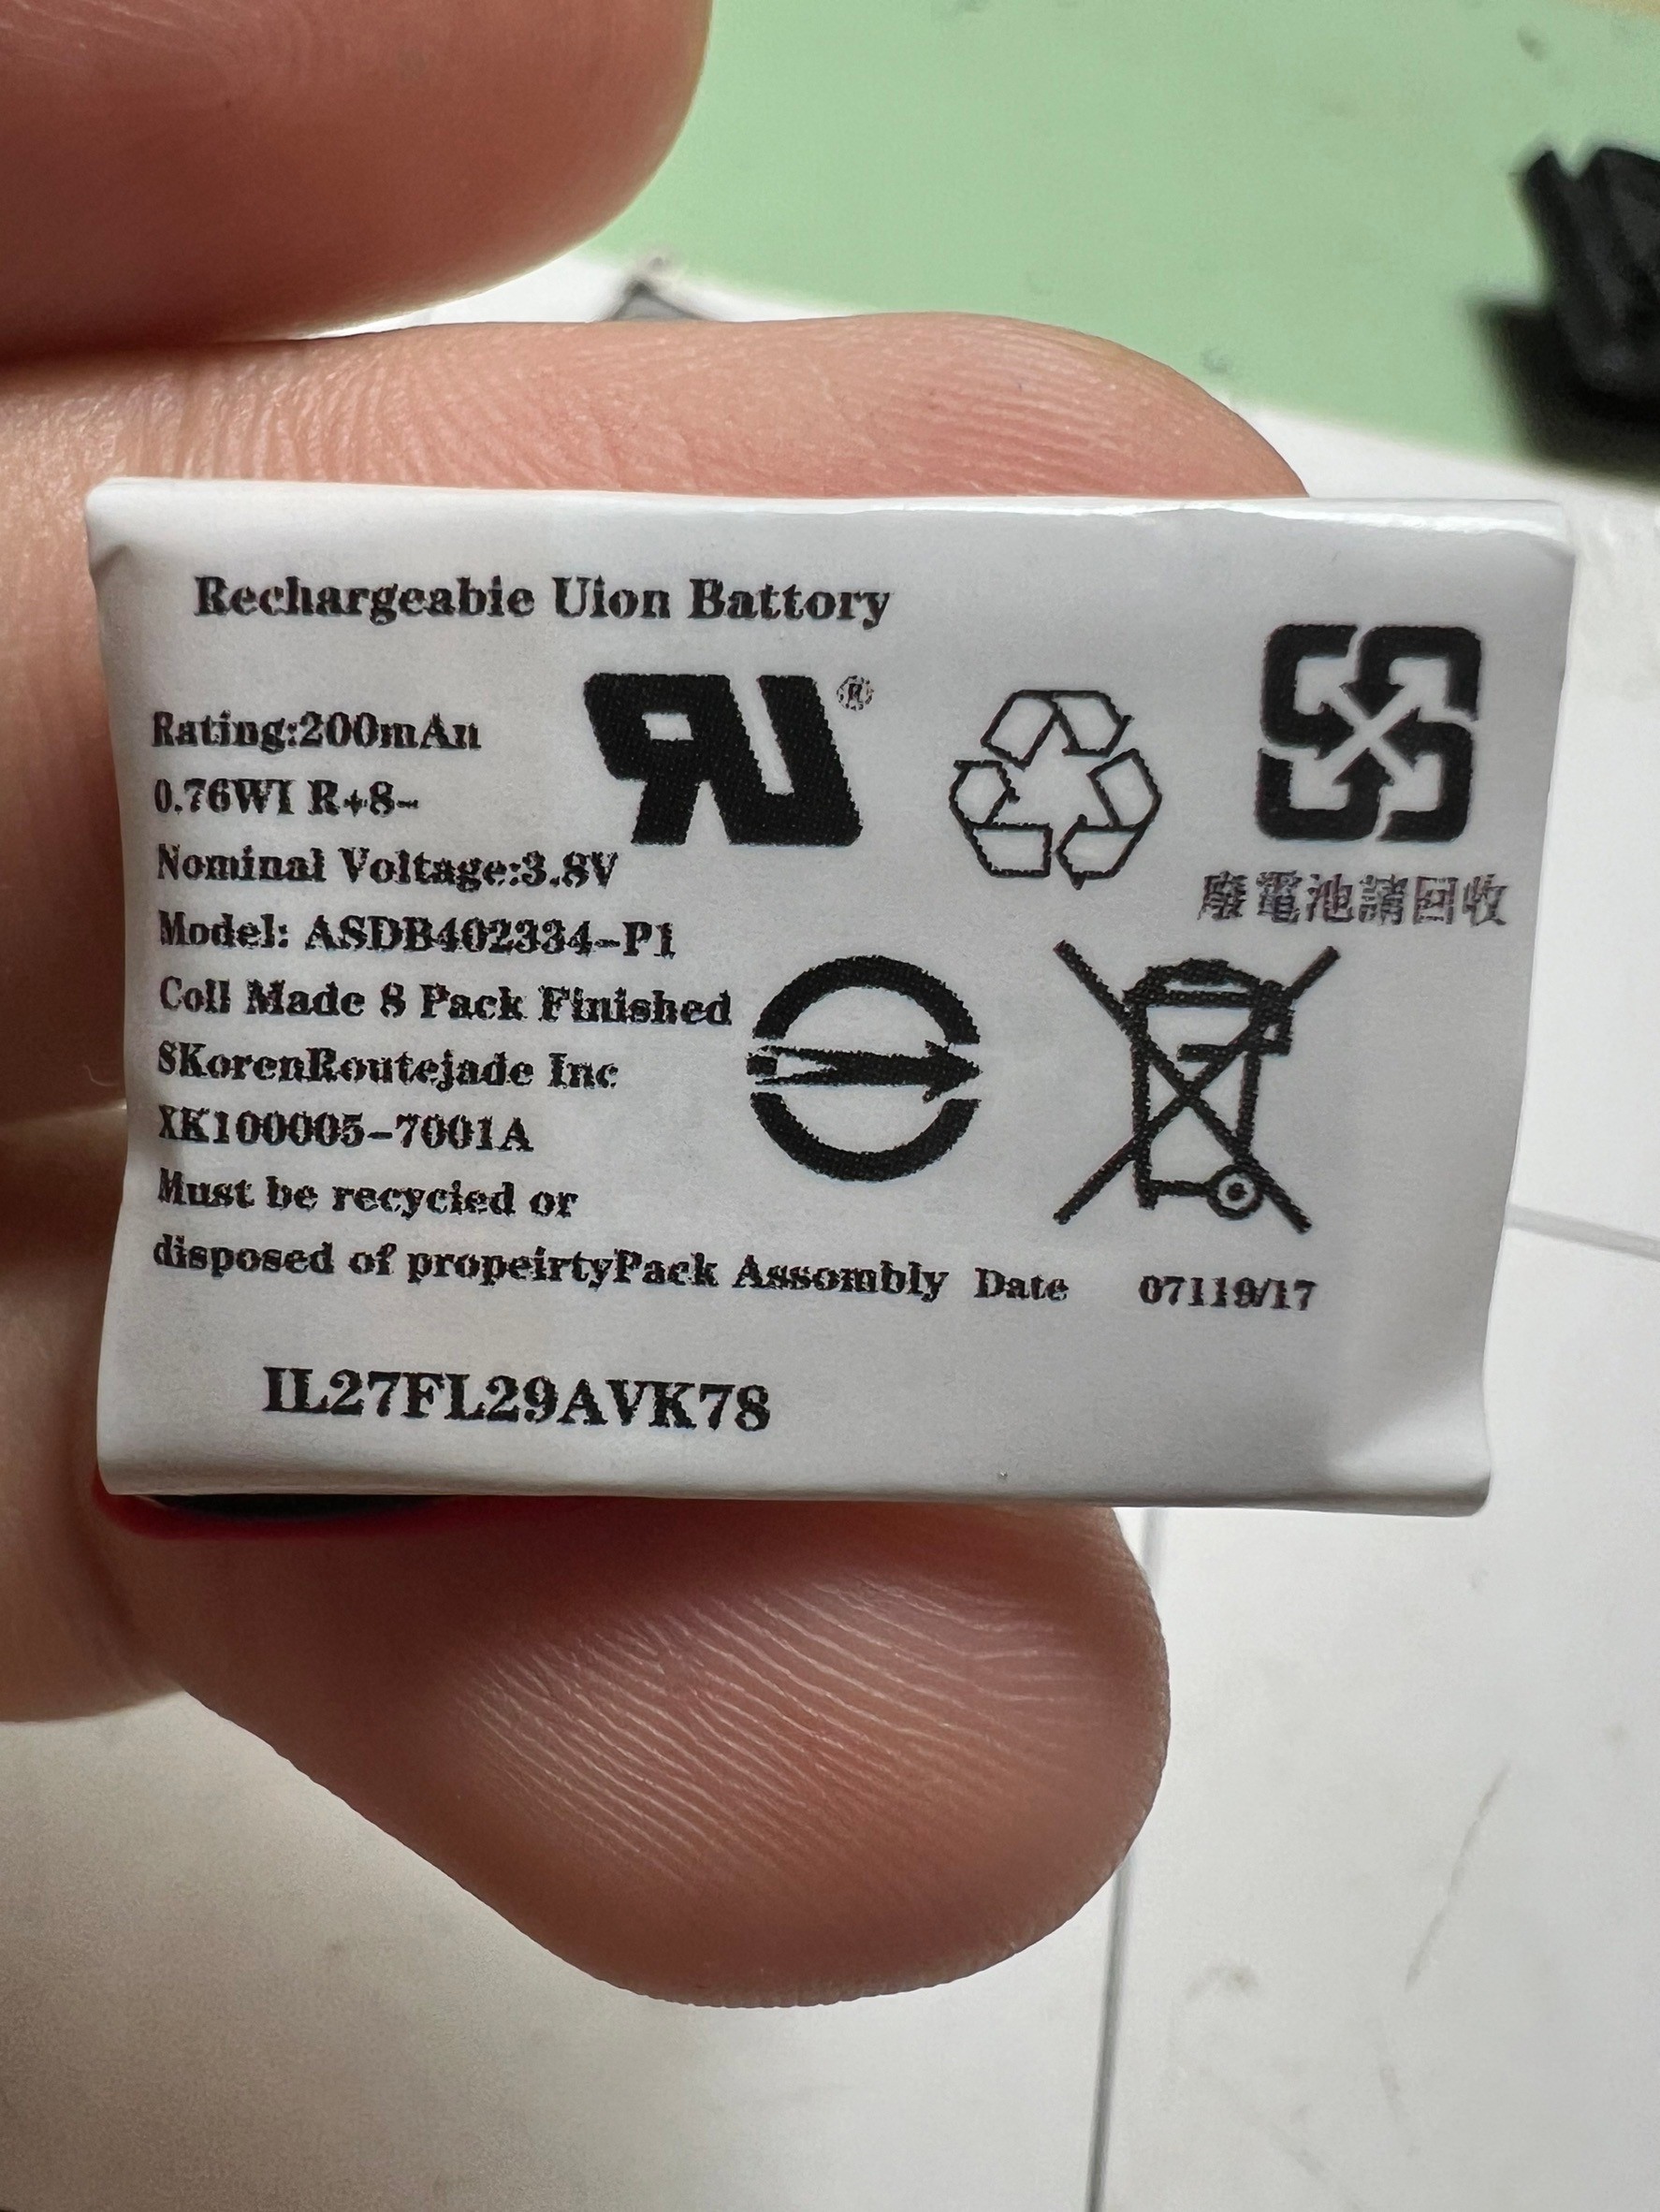 Rechargeabie Uion Battory
Rating:200mAn
0.76WI R+8-
Nominal Voltage:3.8V
Model: ASDB402334-P1
Coll Made 8 Pack Finished
SKorenRoutejade Inc
XK100005-7001A
Must be recycied or
disposed of propeirtyPack Assombly Date 07119/17
IL27FL29AVK78
RU®
廢電池請回收